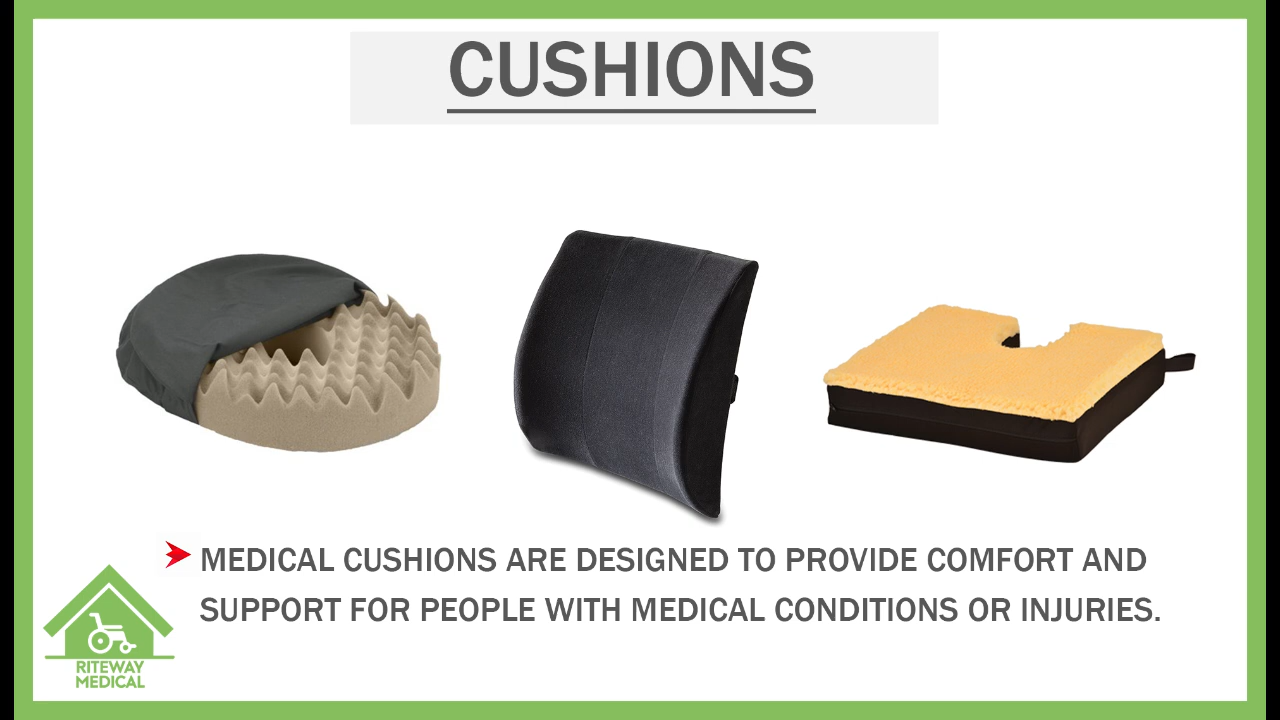 CUSHIONS
MEDICAL CUSHIONS ARE DESIGNED TO PROVIDE COMFORT AND
SUPPORT FOR PEOPLE WITH MEDICAL CONDITIONS OR INJURIES.
RITEWAY
MEDICAL